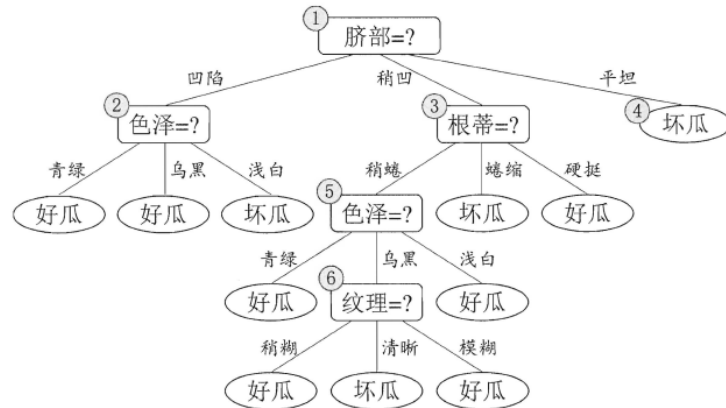 ① 脐部=?
凹陷 稍凹 平坦
② 色泽=? ③ 根蒂=? ④ 坏瓜
青绿 乌黑 浅白 稍蜷 蜷缩 硬挺
好瓜 好瓜 坏瓜 ⑤ 色泽=? 坏瓜 好瓜
青绿 乌黑 浅白
好瓜 ⑥ 纹理=? 好瓜
稍糊 清晰 模糊
好瓜 坏瓜 好瓜